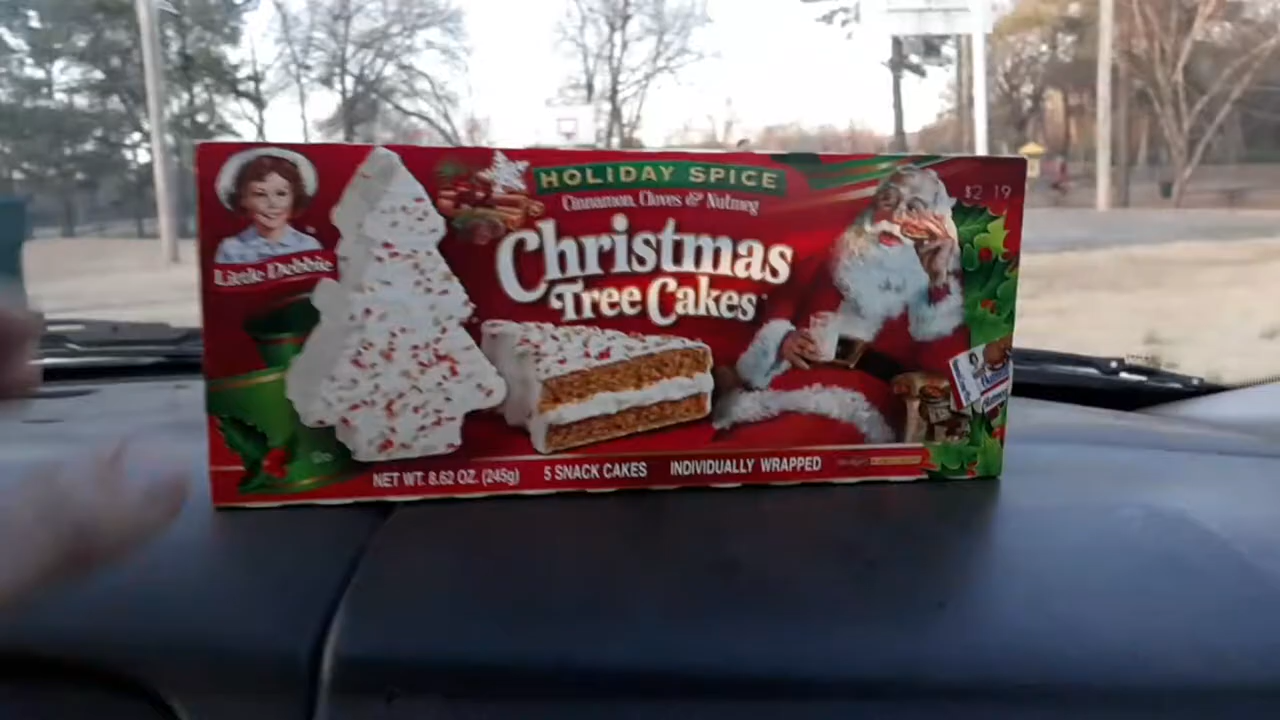 HOLIDAY SPICE
Cinnamon, Cloves & Nutmeg
$2 19
Little Debbie
Christmas
Tree Cakes
NET WT. 8.62 OZ. (245g) 5 SNACK CAKES INDIVIDUALLY WRAPPED